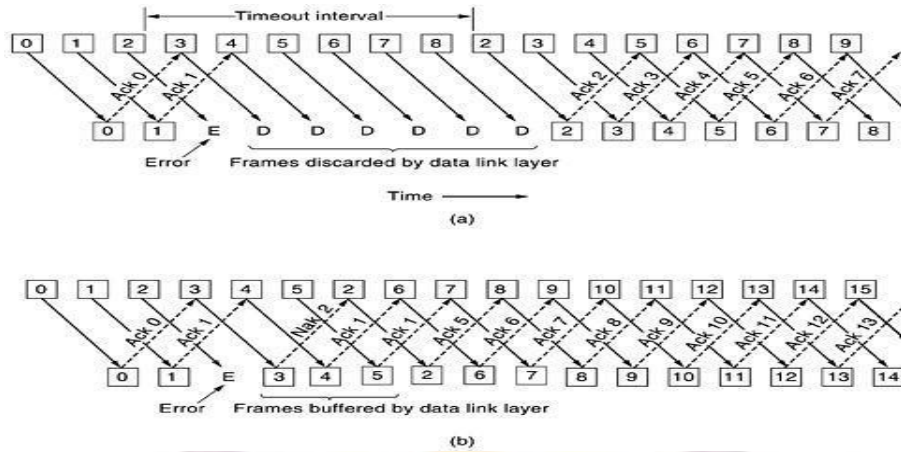 Timeout interval
0 1 2 3 4 5 6 7 8 2 3 4 5 6 7 8 9
Ack 0 Ack 1 Ack 2 Ack 3 Ack 4 Ack 5 Ack 6 Ack 7
0 1 E D D D D D D 2 3 4 5 6 7 8
Error Frames discarded by data link layer
Time
(a)
0 1 2 3 4 5 2 6 7 8 9 10 11 12 13 14 15
Ack 0 Ack 1 Nak 2 Ack 1 Ack 1 Ack 5 Ack 6 Ack 7 Ack 8 Ack 9 Ack 10 Ack 11 Ack 12 Ack 13
0 1 E 3 4 5 2 6 7 8 9 10 11 12 13 14
Error Frames buffered by data link layer
(b)